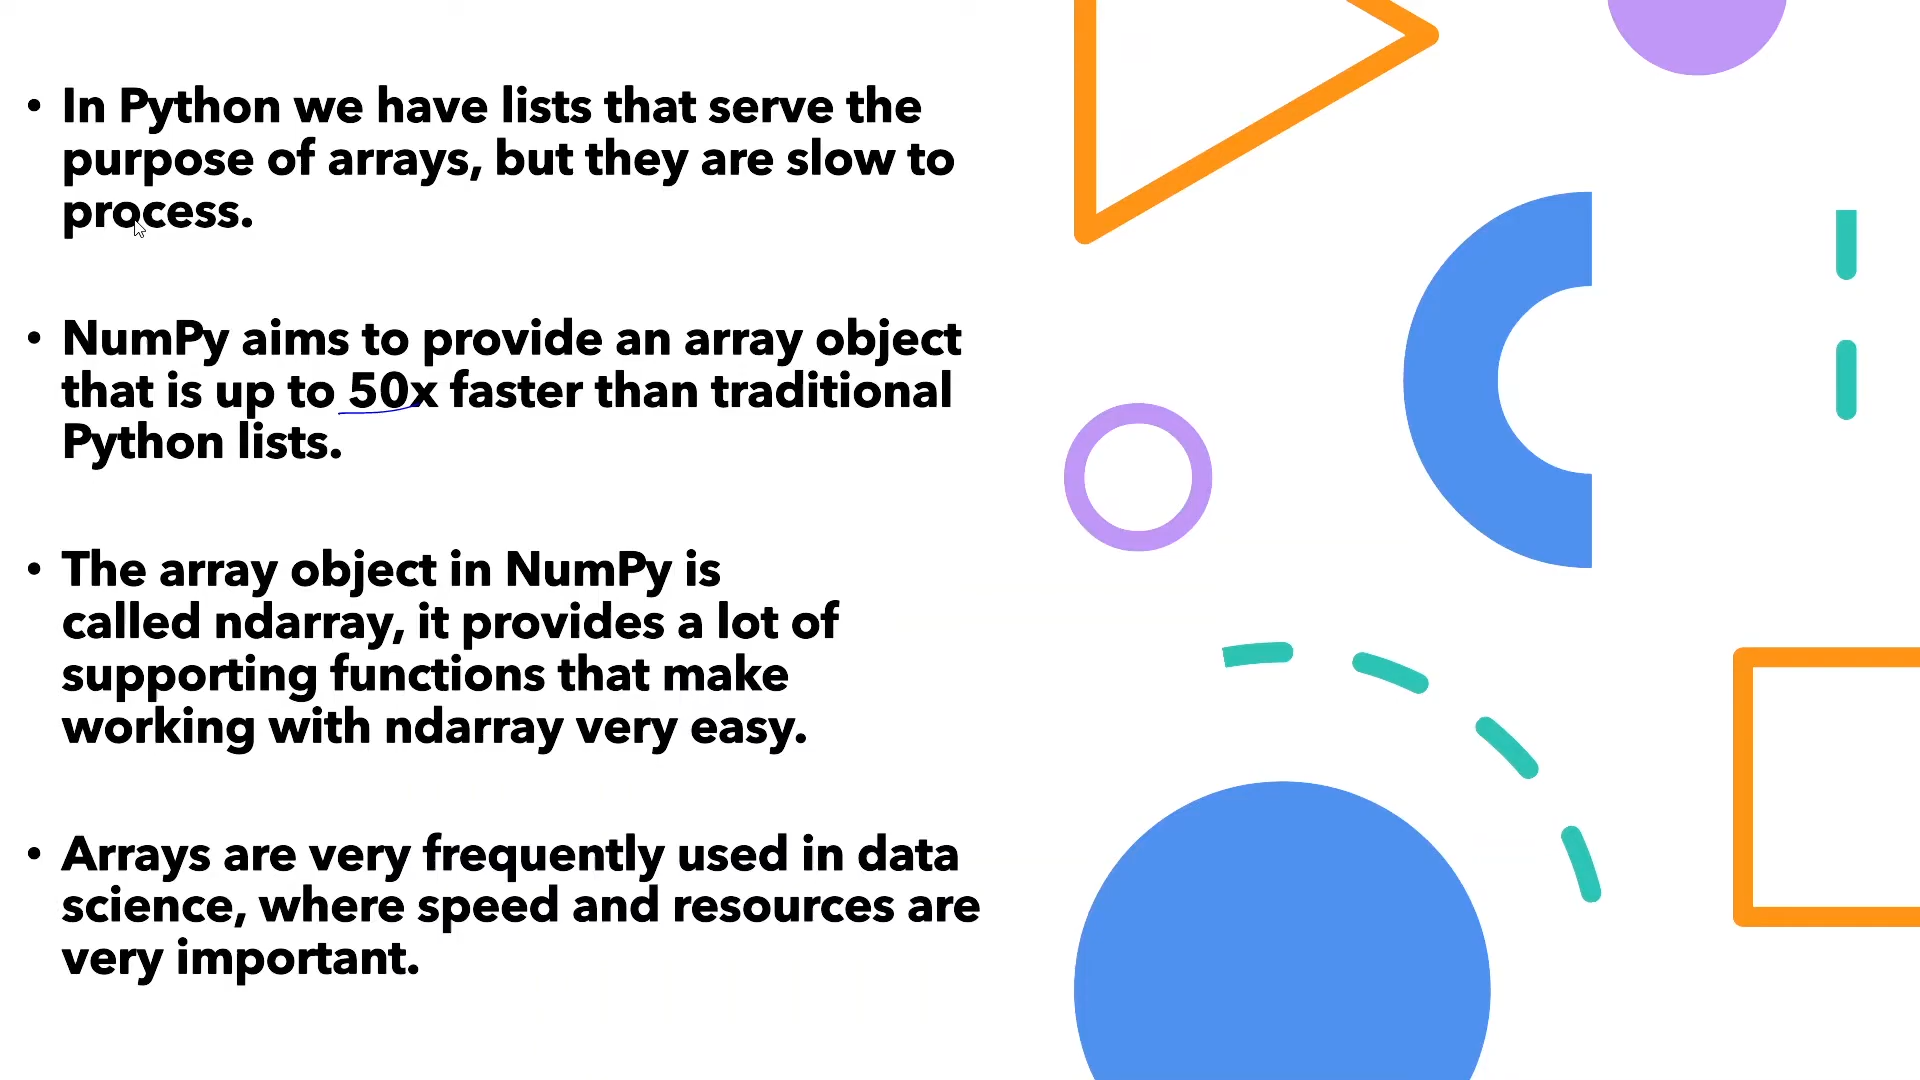 • In Python we have lists that serve the
purpose of arrays, but they are slow to
process.
• NumPy aims to provide an array object
that is up to 50x faster than traditional
Python lists.
• The array object in NumPy is
called ndarray, it provides a lot of
supporting functions that make
working with ndarray very easy.
• Arrays are very frequently used in data
science, where speed and resources are
very important.